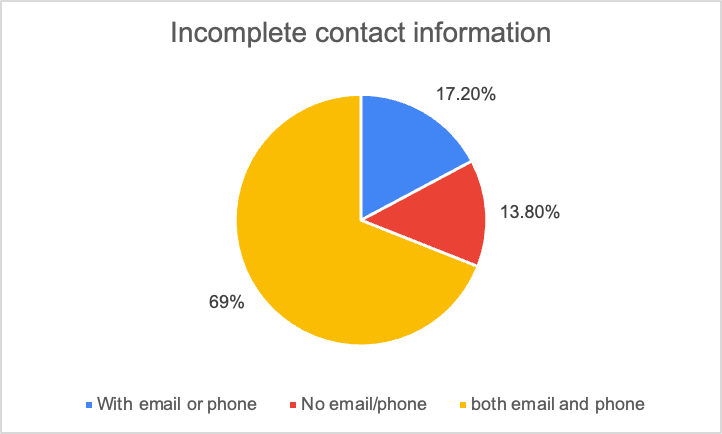 Incomplete contact information
17.20%
13.80%
69%
With email or phone
No email/phone
both email and phone